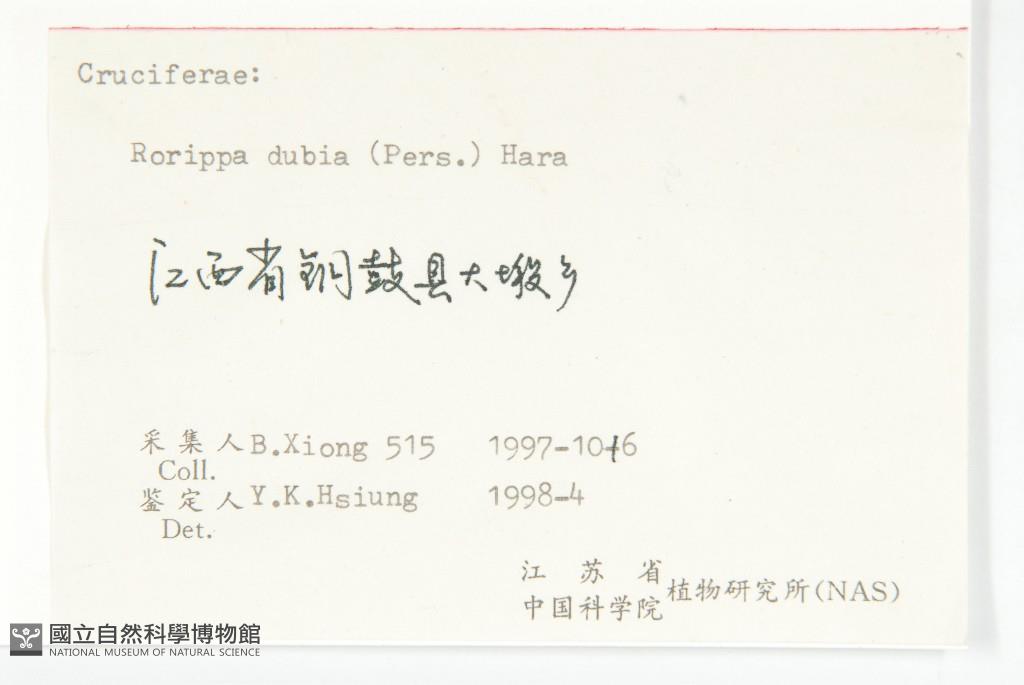 Cruciferae:
Rorippa dubia (Pers.) Hara
江西省铜鼓县大塅乡
采集人 B.Xiong 515 1997-10-16
Coll.
鉴定人 Y.K.Hsiung 1998-4
Det.
江苏省
中国科学院 植物研究所(NAS)
國立自然科學博物館
NATIONAL MUSEUM OF NATURAL SCIENCE